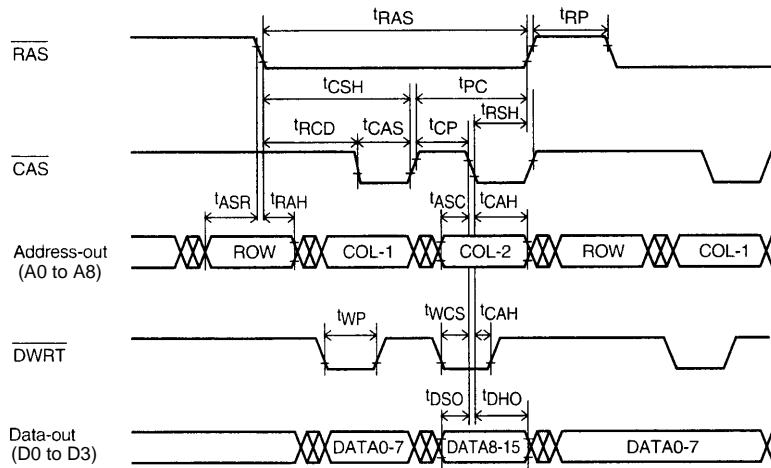 tRAS tRP
RAS
tCSH tPC
tRSH
tRCD tCAS tCP
CAS
tASR tRAH tASC tCAH
Address-out ROW COL-1 COL-2 ROW COL-1
(A0 to A8)
tWP tWCS tCAH
DWRT
tDSO tDHO
Data-out DATA0-7 DATA8-15 DATA0-7
(D0 to D3)